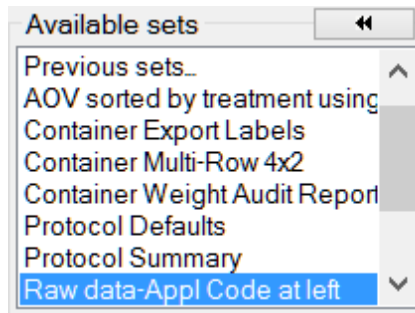 Available sets
Previous sets...
AOV sorted by treatment using
Container Export Labels
Container Multi-Row 4x2
Container Weight Audit Report
Protocol Defaults
Protocol Summary
Raw data-Appl Code at left